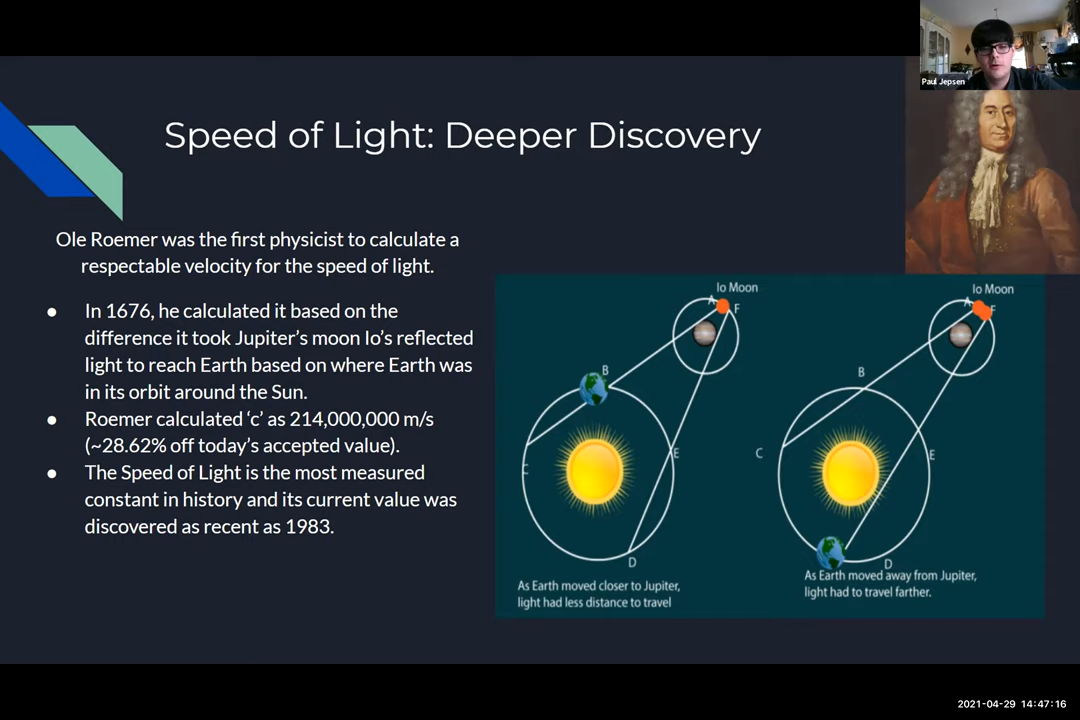 Paul Jepsen
Speed of Light: Deeper Discovery
Ole Roemer was the first physicist to calculate a
respectable velocity for the speed of light.
● In 1676, he calculated it based on the
difference it took Jupiter’s moon Io’s reflected
light to reach Earth based on where Earth was
in its orbit around the Sun.
● Roemer calculated ‘c’ as 214,000,000 m/s
(~28.62% off today’s accepted value).
● The Speed of Light is the most measured
constant in history and its current value was
discovered as recent as 1983.
Io Moon
A
F
B
C
E
D
As Earth moved closer to Jupiter,
light had less distance to travel
Io Moon
A
F
B
C
E
D
As Earth moved away from Jupiter,
light had to travel farther.
2021-04-29 14:47:16